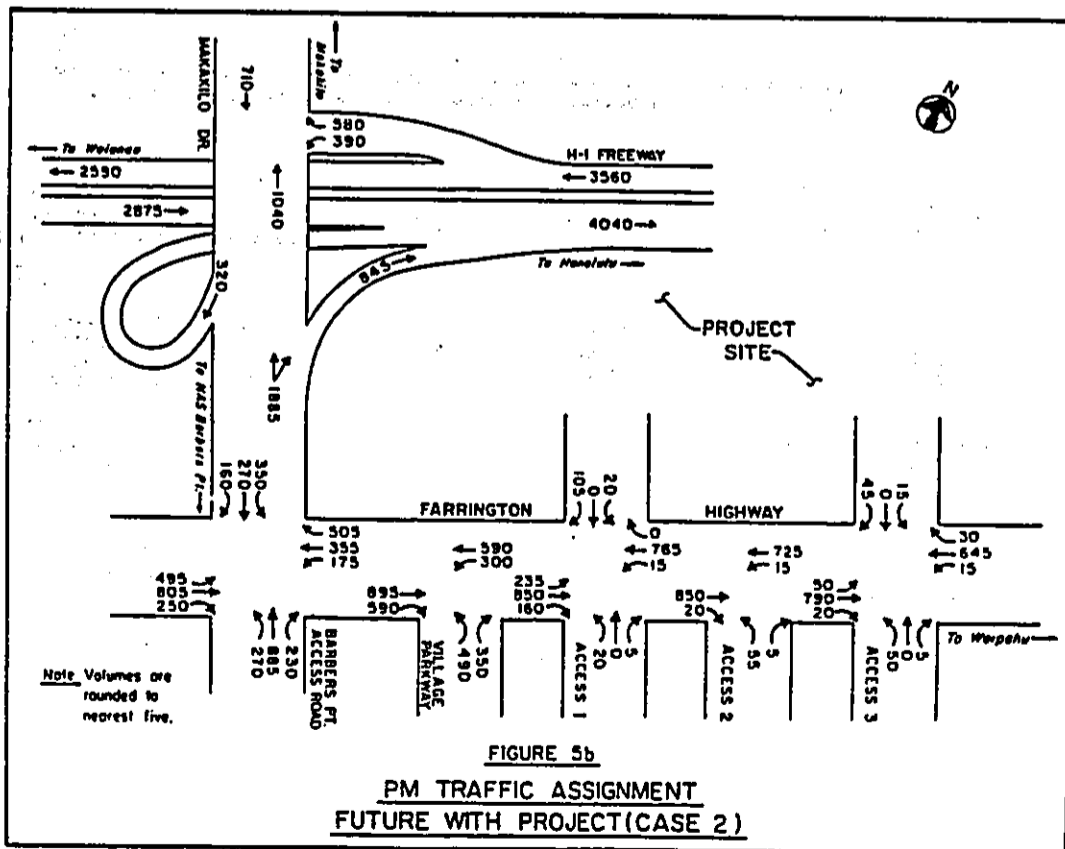 To
Makakilo
N
MAKAKILO DR.
710
580
390
To Waianae
H-1 FREEWAY
2590
3560
1040
2875
4040
845
To Honolulu
320
PROJECT
SITE
To NAS Barbers Pt.
1885
160
270
350
105
0
20
45
0
15
FARRINGTON
HIGHWAY
505
355
175
590
300
0
765
15
725
15
30
645
15
495
805
250
895
590
235
850
160
850
20
50
790
20
270
885
230
490
350
20
0
5
55
5
50
0
5
BARBERS PT.
ACCESS ROAD
VILLAGE
PARKWAY
ACCESS 1
ACCESS 2
ACCESS 3
To Waipahu
Note Volumes are
rounded to
nearest five.
FIGURE 5b
PM TRAFFIC ASSIGNMENT
FUTURE WITH PROJECT (CASE 2)